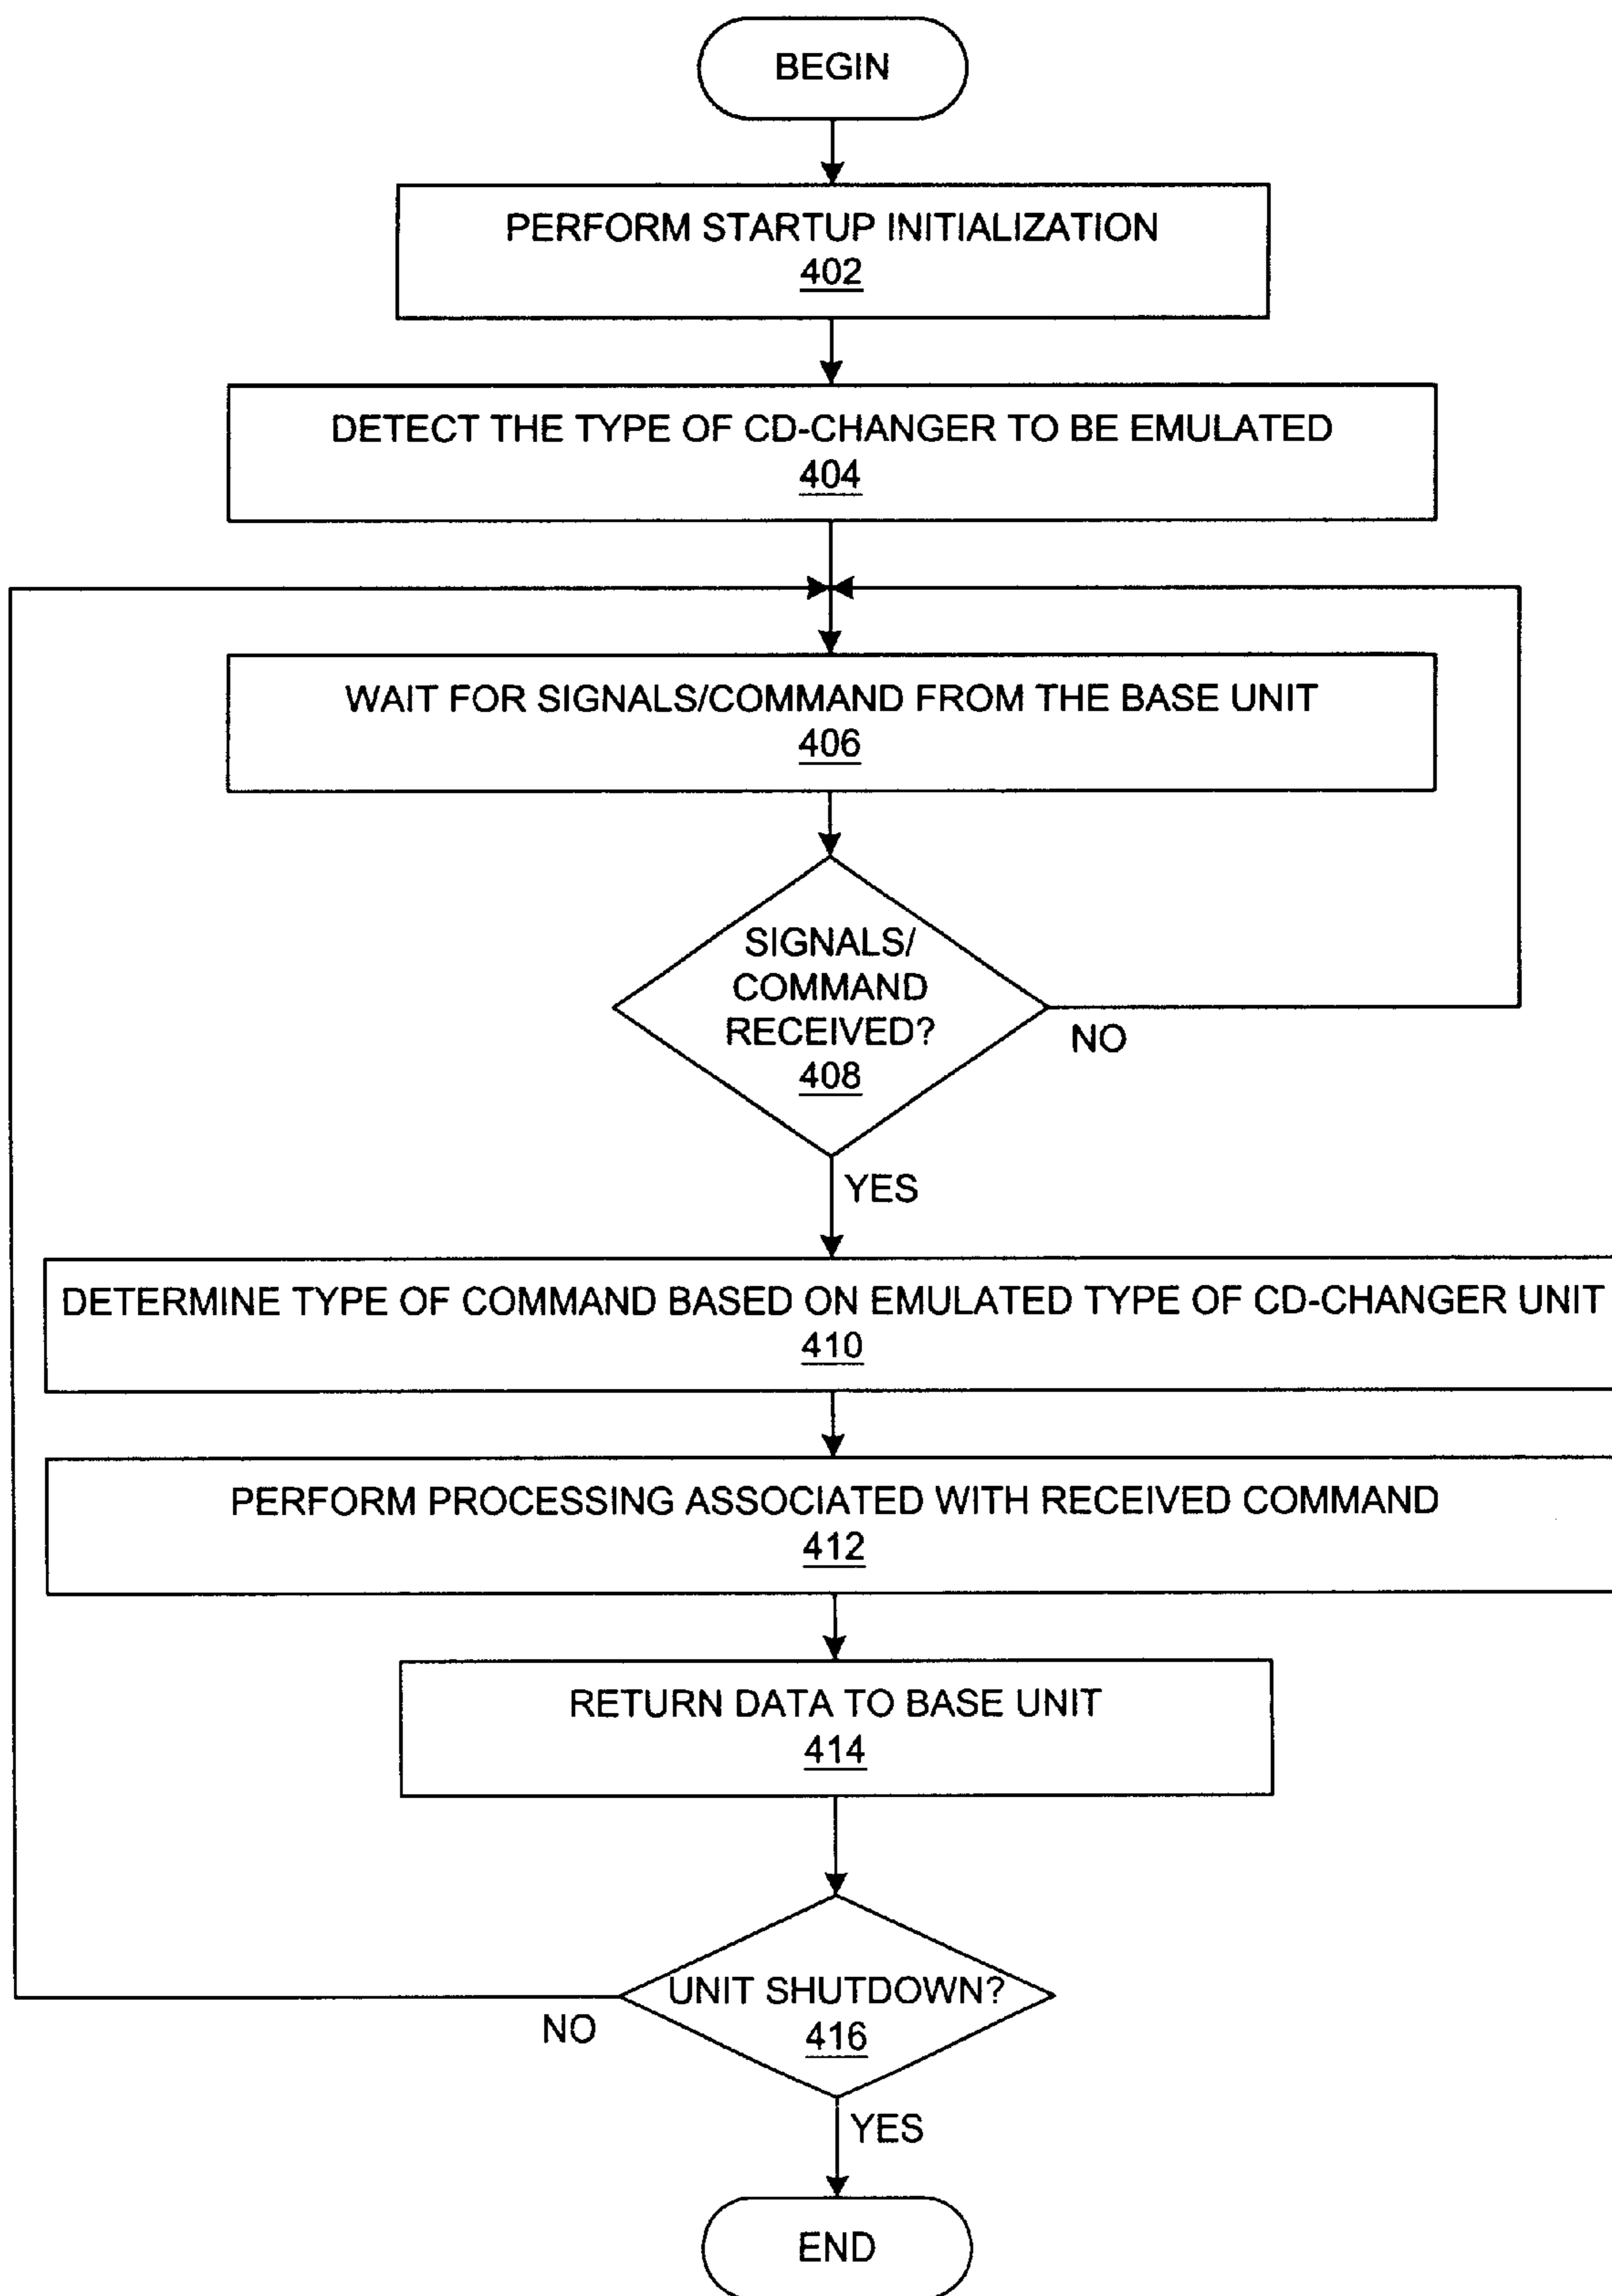 BEGIN
PERFORM STARTUP INITIALIZATION
402
DETECT THE TYPE OF CD-CHANGER TO BE EMULATED
404
WAIT FOR SIGNALS/COMMAND FROM THE BASE UNIT
406
SIGNALS/
COMMAND
RECEIVED?
408
NO
YES
DETERMINE TYPE OF COMMAND BASED ON EMULATED TYPE OF CD-CHANGER UNIT
410
PERFORM PROCESSING ASSOCIATED WITH RECEIVED COMMAND
412
RETURN DATA TO BASE UNIT
414
UNIT SHUTDOWN?
416
NO
YES
END